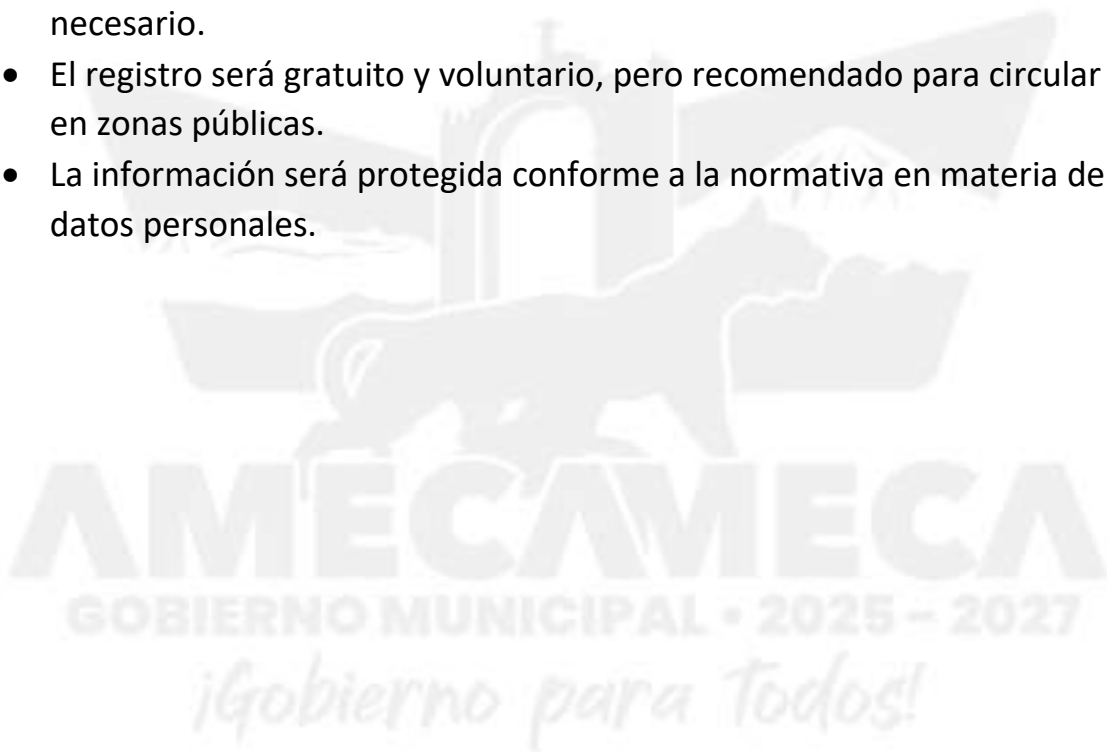 necesario.
• El registro será gratuito y voluntario, pero recomendado para circular
en zonas públicas.
• La información será protegida conforme a la normativa en materia de
datos personales.
AMECAMECA
GOBIERNO MUNICIPAL • 2025 – 2027
¡Gobierno para Todos!